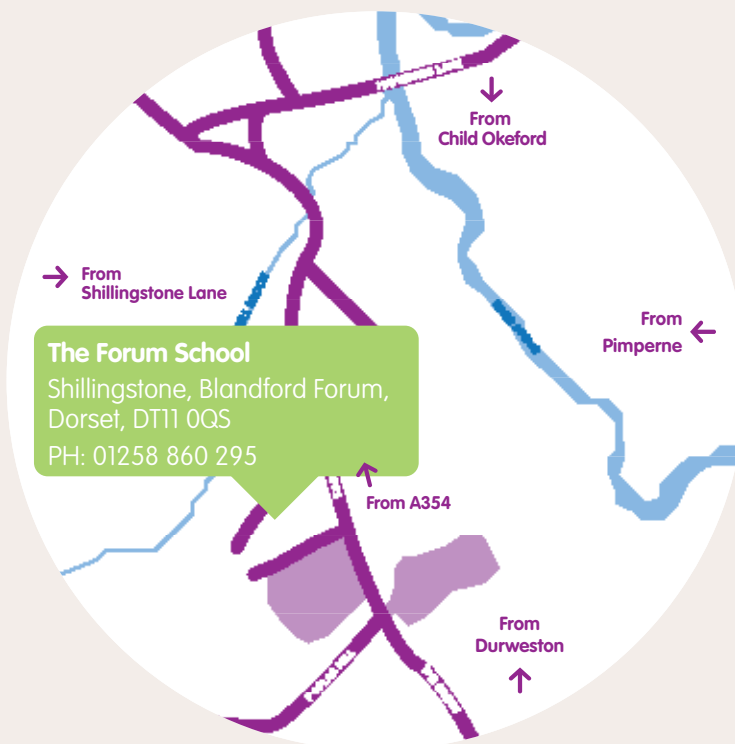 From
Child Okeford
From
Shillingstone Lane
From
Pimperne
The Forum School
Shillingstone, Blandford Forum,
Dorset, DT11 0QS
PH: 01258 860 295
From A354
From
Durweston